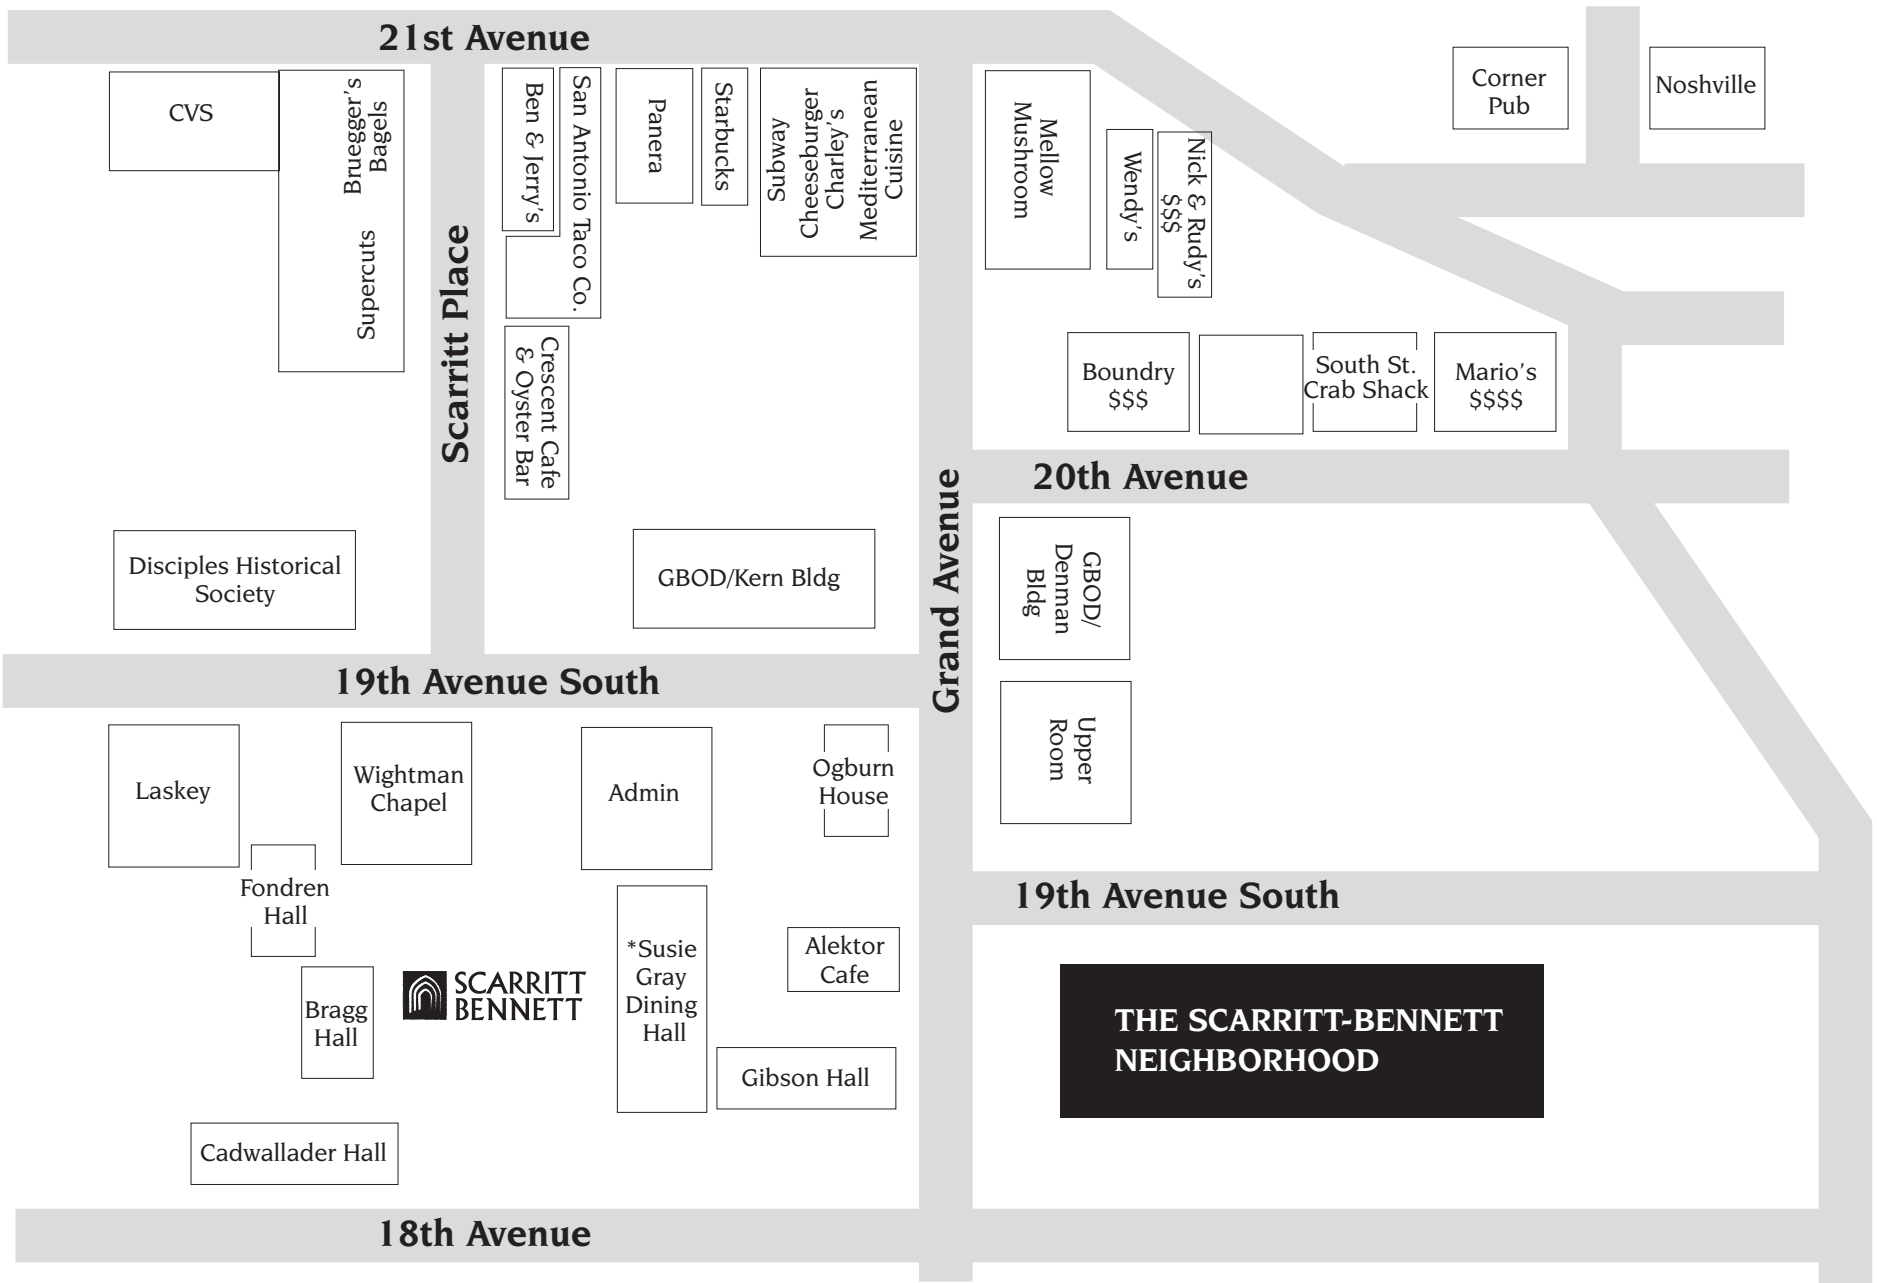 21st Avenue
CVS
Bruegger's
Bagels
Supercuts
Scarritt Place
Ben & Jerry's
San Antonio Taco Co.
Panera
Starbucks
Subway
Cheeseburger
Charley's
Mediterranean
Cuisine
Crescent Cafe
& Oyster Bar
Mellow
Mushroom
Wendy's
Nick & Rudy's
$$$
Corner
Pub
Noshville
Boundry
$$$
South St.
Crab Shack
Mario's
$$$$
20th Avenue
Grand Avenue
Disciples Historical
Society
GBOD/Kern Bldg
GBOD/
Denman
Bldg
19th Avenue South
Upper
Room
Laskey
Wightman
Chapel
Admin
Ogburn
House
Fondren
Hall
19th Avenue South
*Susie
Gray
Dining
Hall
Alektor
Cafe
Bragg
Hall
SCARRITT
BENNETT
THE SCARRITT-BENNETT
NEIGHBORHOOD
Gibson Hall
Cadwallader Hall
18th Avenue